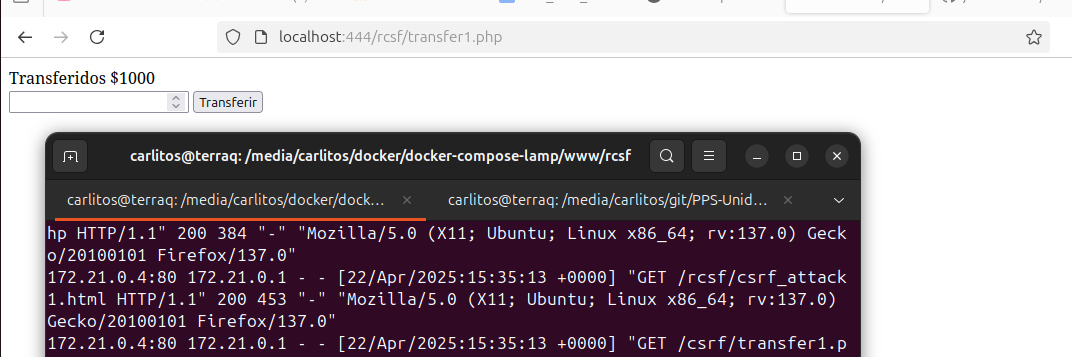 localhost:444/rcsf/transfer1.php
Transferidos $1000
Transferir
carlitos@terraq: /media/carlitos/docker/docker-compose-lamp/www/rcsf
carlitos@terraq: /media/carlitos/docker/dock...
carlitos@terraq: /media/carlitos/git/PPS-Unid...
hp HTTP/1.1" 200 384 "-" "Mozilla/5.0 (X11; Ubuntu; Linux x86_64; rv:137.0) Geck
o/20100101 Firefox/137.0"
172.21.0.4:80 172.21.0.1 - - [22/Apr/2025:15:35:13 +0000] "GET /rcsf/csrf_attack
1.html HTTP/1.1" 200 453 "-" "Mozilla/5.0 (X11; Ubuntu; Linux x86_64; rv:137.0)
Gecko/20100101 Firefox/137.0"
172.21.0.4:80 172.21.0.1 - - [22/Apr/2025:15:35:13 +0000] "GET /csrf/transfer1.p